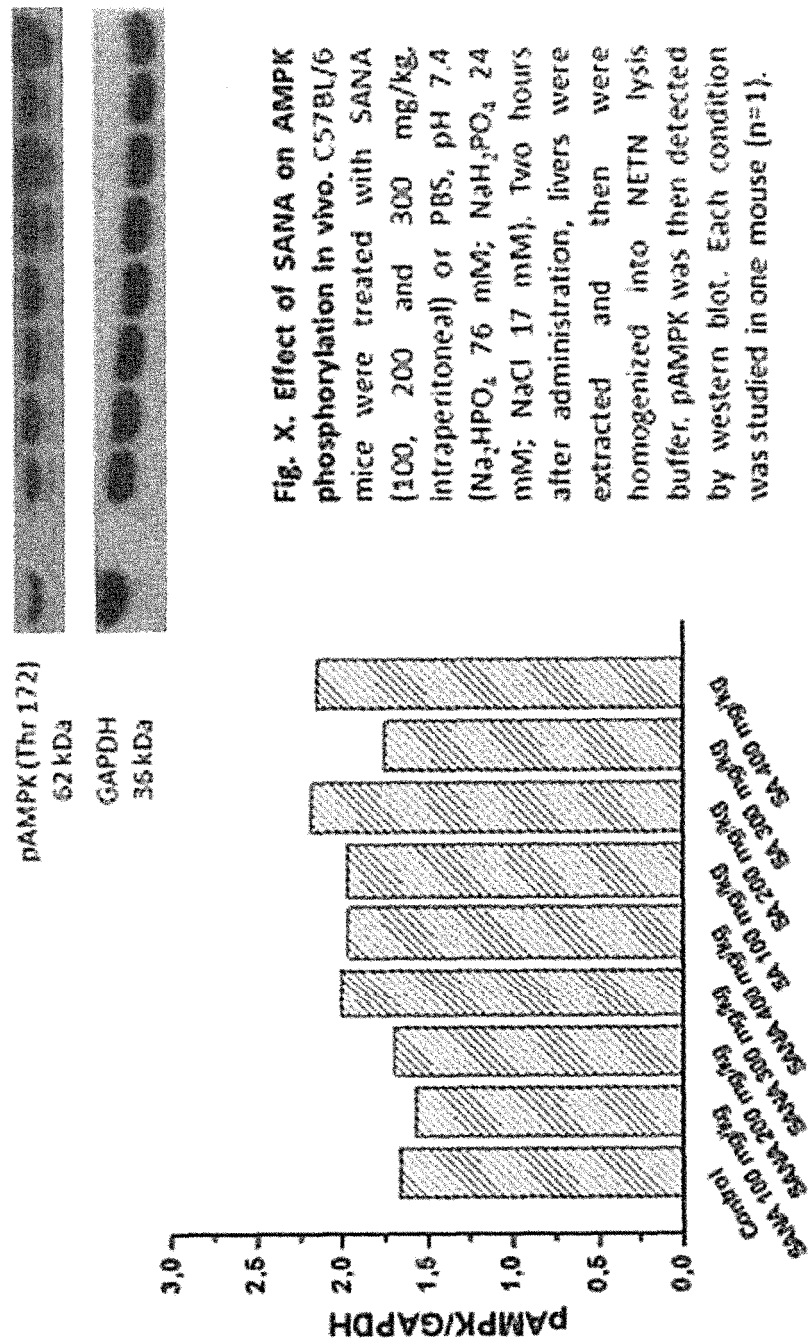 pAMPK (Thr 172)
62 kDa
GAPDH
36 kDa
pAMPK/GAPDH
3,0
2,5
2,0
1,5
1,0
0,5
0,0
Control
SANA 100 mg/kg
SANA 200 mg/kg
SANA 300 mg/kg
SANA 400 mg/kg
SA 100 mg/kg
SA 200 mg/kg
SA 300 mg/kg
SA 400 mg/kg
Fig. X. Effect of SANA on AMPK
phosphorylation in vivo. C57BL/6
mice were treated with SANA
(100, 200 and 300 mg/kg,
intraperitoneal) or PBS, pH 7.4
(Na₂HPO₄ 76 mM; NaH₂PO₄ 24
mM; NaCl 17 mM). Two hours
after administration, livers were
extracted and then were
homogenized into NETN lysis
buffer. pAMPK was then detected
by western blot. Each condition
was studied in one mouse (n=1).